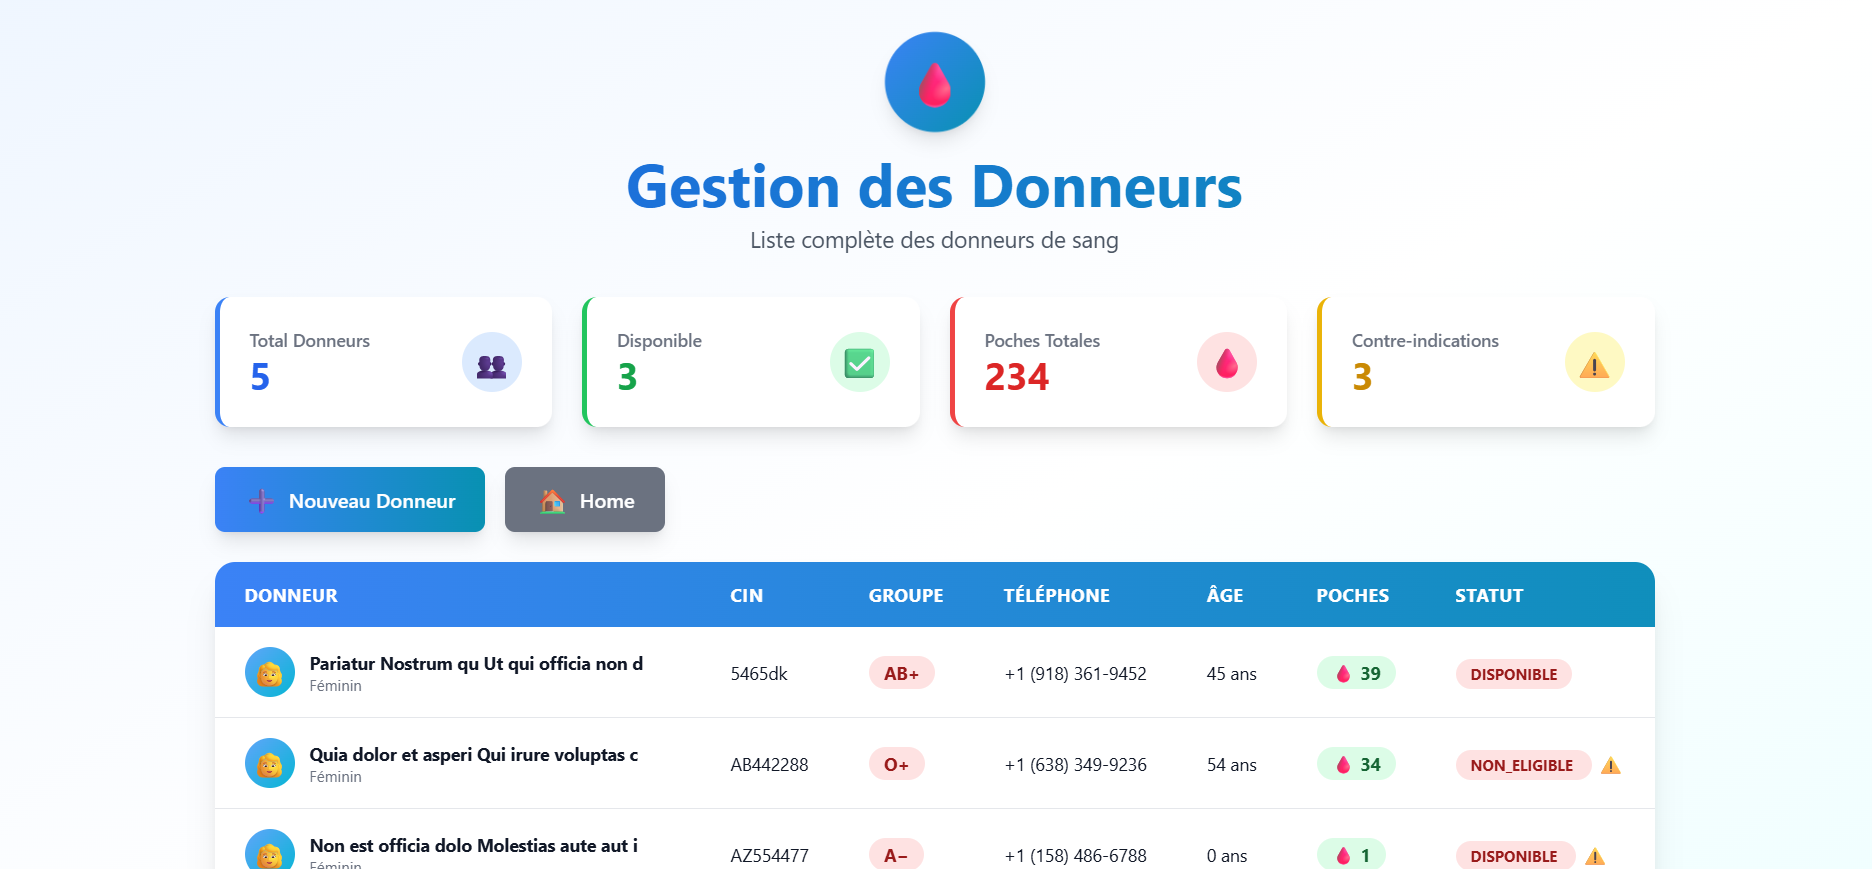 Gestion des Donneurs
Liste complète des donneurs de sang
Total Donneurs
5
Disponible
3
Poches Totales
234
Contre-indications
3
Nouveau Donneur
Home
DONNEUR CIN GROUPE TÉLÉPHONE ÂGE POCHES STATUT
Pariatur Nostrum qu Ut qui officia non d
Féminin
5465dk AB+ +1 (918) 361-9452 45 ans 39 DISPONIBLE
Quia dolor et asperi Qui irure voluptas c
Féminin
AB442288 O+ +1 (638) 349-9236 54 ans 34 NON_ELIGIBLE
Non est officia dolo Molestias aute aut i
Féminin
AZ554477 A− +1 (158) 486-6788 0 ans 1 DISPONIBLE